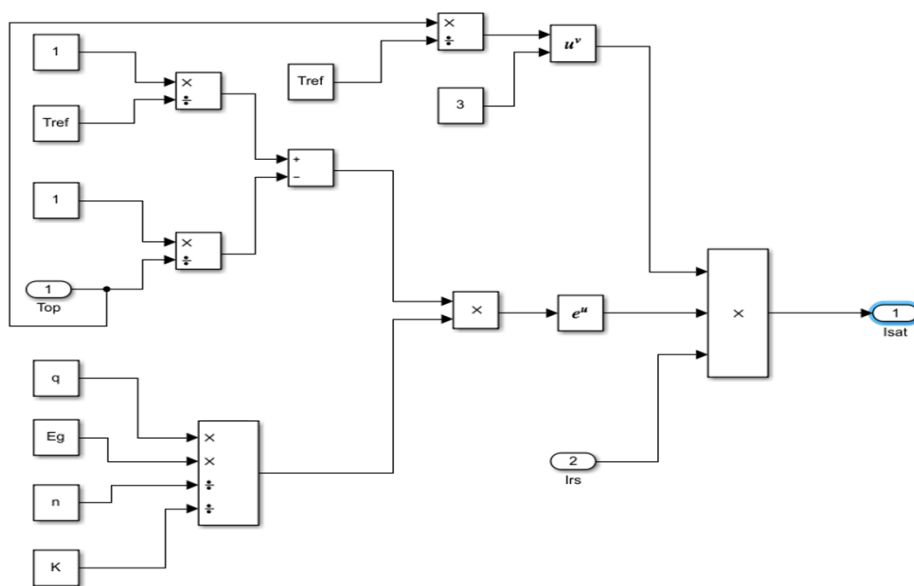 ×
÷
u^v
1
Tref
×
÷
Tref
3
+
−
1
×
÷
1
Top
×
e^u
×
1
Isat
q
Eg
n
K
×
×
÷
÷
2
Irs